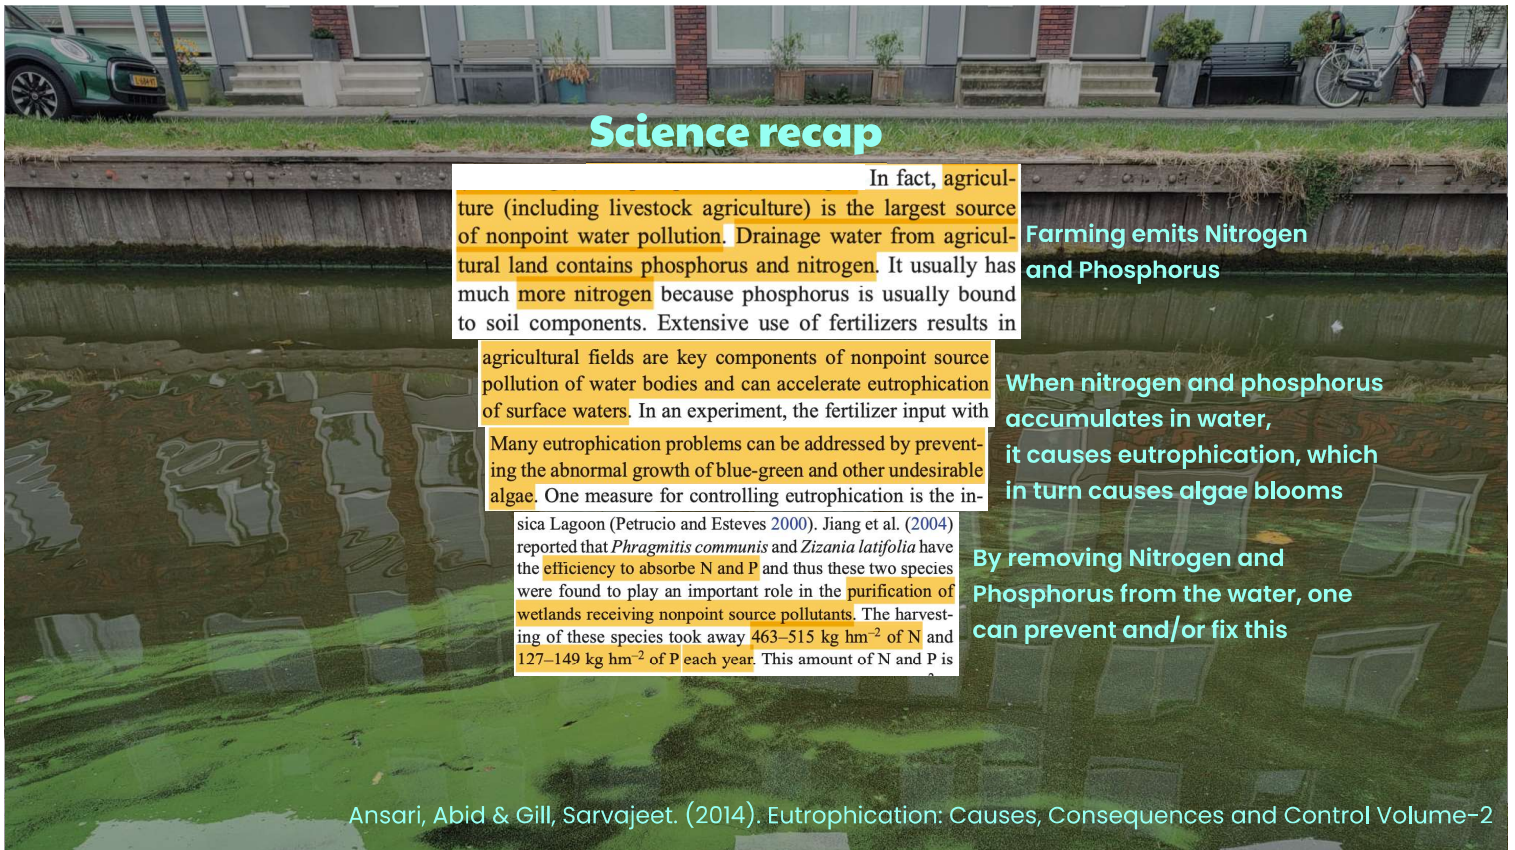 Science recap
In fact, agricul-
ture (including livestock agriculture) is the largest source
of nonpoint water pollution. Drainage water from agricul-
tural land contains phosphorus and nitrogen. It usually has
much more nitrogen because phosphorus is usually bound
to soil components. Extensive use of fertilizers results in
Farming emits Nitrogen
and Phosphorus
agricultural fields are key components of nonpoint source
pollution of water bodies and can accelerate eutrophication
of surface waters. In an experiment, the fertilizer input with
Many eutrophication problems can be addressed by prevent-
ing the abnormal growth of blue-green and other undesirable
algae. One measure for controlling eutrophication is the in-
When nitrogen and phosphorus
accumulates in water,
it causes eutrophication, which
in turn causes algae blooms
sica Lagoon (Petrucio and Esteves 2000). Jiang et al. (2004)
reported that Phragmitis communis and Zizania latifolia have
the efficiency to absorbe N and P and thus these two species
were found to play an important role in the purification of
wetlands receiving nonpoint source pollutants. The harvest-
ing of these species took away 463–515 kg hm⁻² of N and
127–149 kg hm⁻² of P each year. This amount of N and P is
By removing Nitrogen and
Phosphorus from the water, one
can prevent and/or fix this
Ansari, Abid & Gill, Sarvajeet. (2014). Eutrophication: Causes, Consequences and Control Volume-2